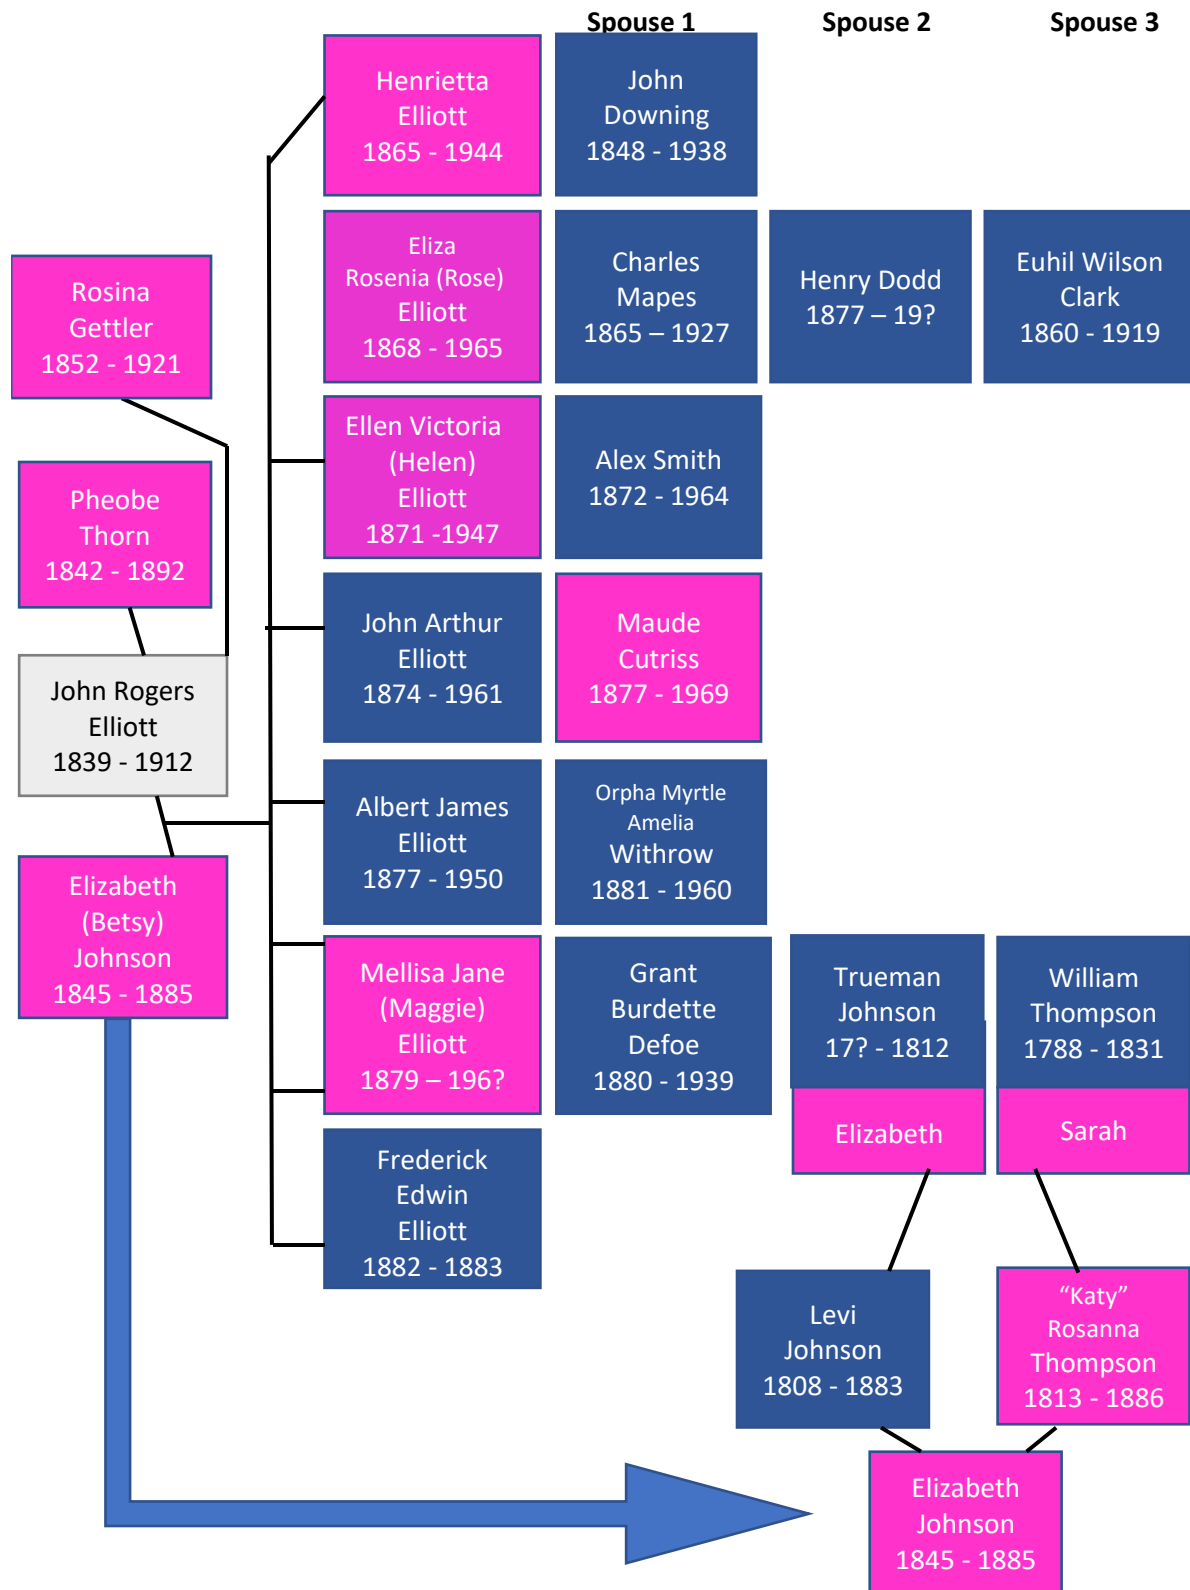 Spouse 1
Spouse 2
Spouse 3
Henrietta
Elliott
1865 - 1944
John
Downing
1848 - 1938
Eliza
Rosenia (Rose)
Elliott
1868 - 1965
Charles
Mapes
1865 – 1927
Henry Dodd
1877 – 19?
Euhil Wilson
Clark
1860 - 1919
Rosina
Gettler
1852 - 1921
Ellen Victoria
(Helen)
Elliott
1871 -1947
Alex Smith
1872 - 1964
Pheobe
Thorn
1842 - 1892
John Arthur
Elliott
1874 - 1961
Maude
Cutriss
1877 - 1969
John Rogers
Elliott
1839 - 1912
Albert James
Elliott
1877 - 1950
Orpha Myrtle
Amelia
Withrow
1881 - 1960
Elizabeth
(Betsy)
Johnson
1845 - 1885
Mellisa Jane
(Maggie)
Elliott
1879 – 196?
Grant
Burdette
Defoe
1880 - 1939
Trueman
Johnson
17? - 1812
William
Thompson
1788 - 1831
Elizabeth
Sarah
Frederick
Edwin
Elliott
1882 - 1883
Levi
Johnson
1808 - 1883
“Katy”
Rosanna
Thompson
1813 - 1886
Elizabeth
Johnson
1845 - 1885